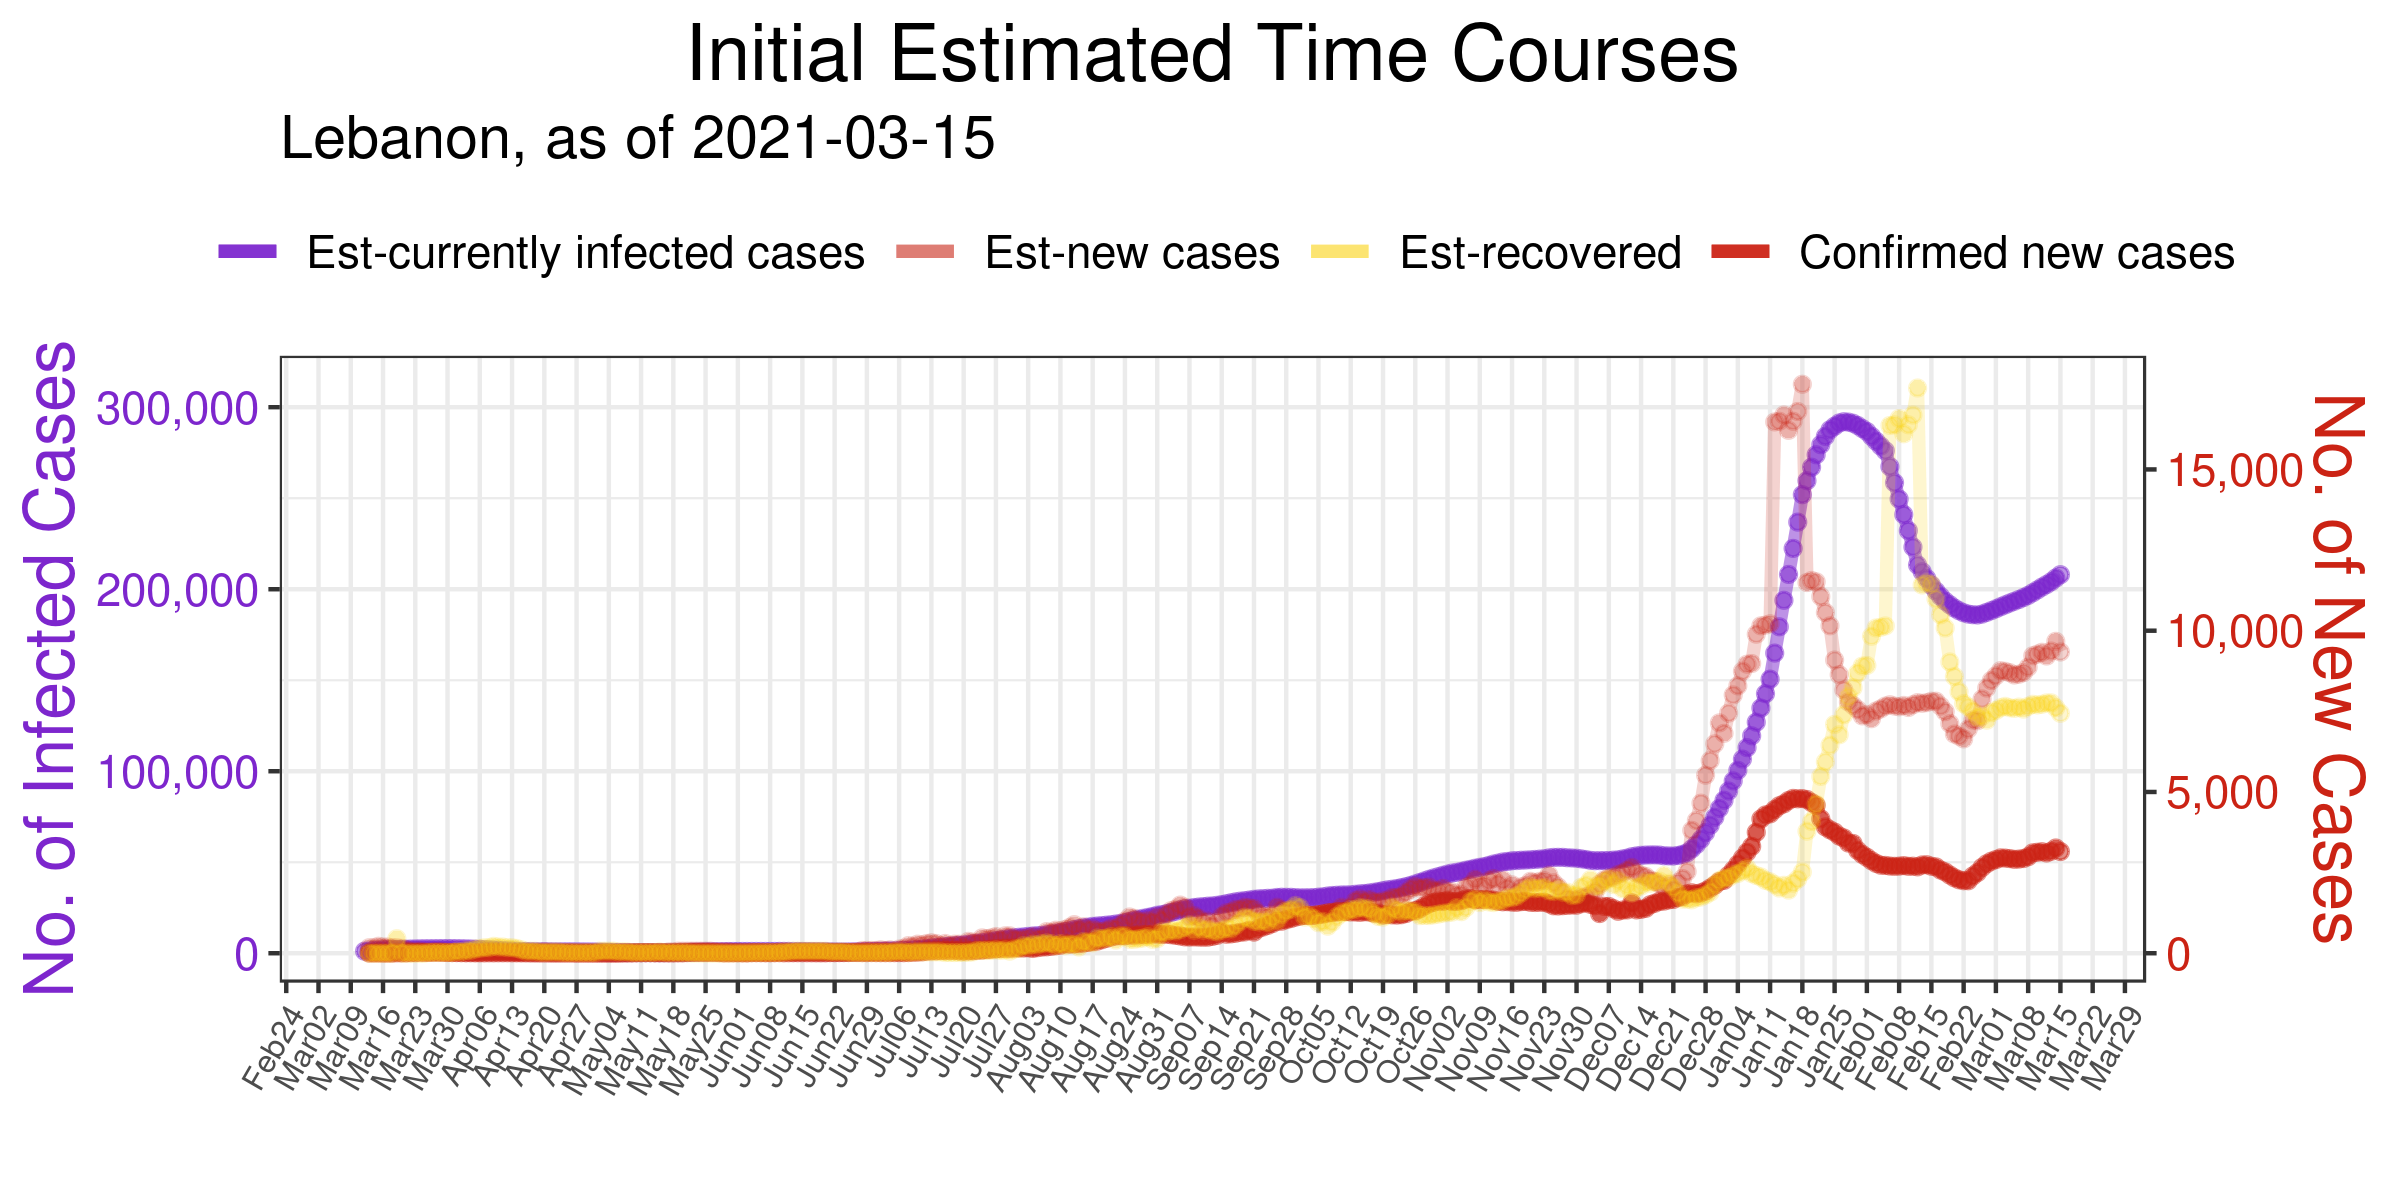 Initial Estimated Time Courses
Lebanon, as of 2021-03-15
Est-currently infected cases Est-new cases Est-recovered Confirmed new cases
No. of Infected Cases
300,000
200,000
100,000
0
15,000
10,000
5,000
0
No. of New Cases
Feb24 Mar02 Mar09 Mar16 Mar23 Mar30 Apr06 Apr13 Apr20 Apr27 May04 May11 May18 May25 Jun01 Jun08 Jun15 Jun22 Jun29 Jul06 Jul13 Jul20 Jul27 Aug03 Aug10 Aug17 Aug24 Aug31 Sep07 Sep14 Sep21 Sep28 Oct05 Oct12 Oct19 Oct26 Nov02 Nov09 Nov16 Nov23 Nov30 Dec07 Dec14 Dec21 Dec28 Jan04 Jan11 Jan18 Jan25 Feb01 Feb08 Feb15 Feb22 Mar01 Mar08 Mar15 Mar22 Mar29